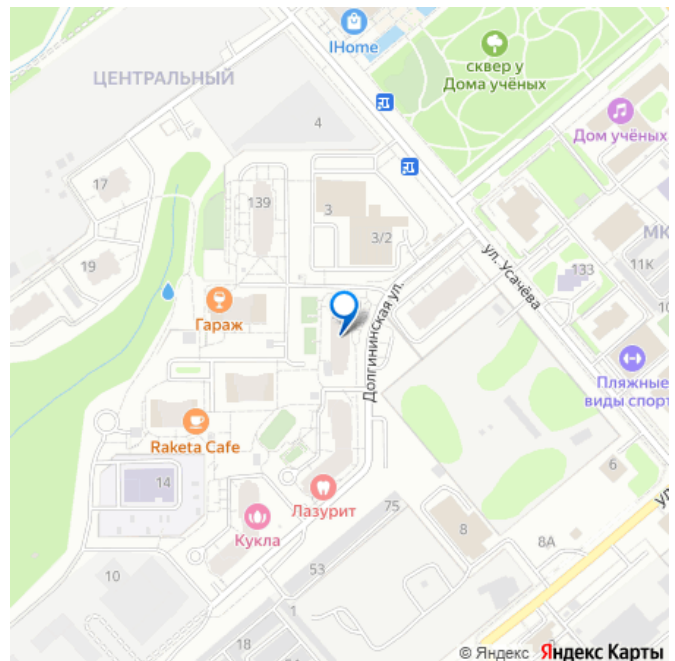 IHome
сквер у
Дома учёных
ЦЕНТРАЛЬНЫЙ
4
Дом учёных
17
139
3
3/2
МК
19
133
11К
ул. Усачёва
Гараж
Долгининская ул.
Пляжные
виды спорт
Raketa Cafe
14
Лазурит
75
6
ул
Кукла
8
8А
10
53
1
18
© Яндекс Яндекс Карты